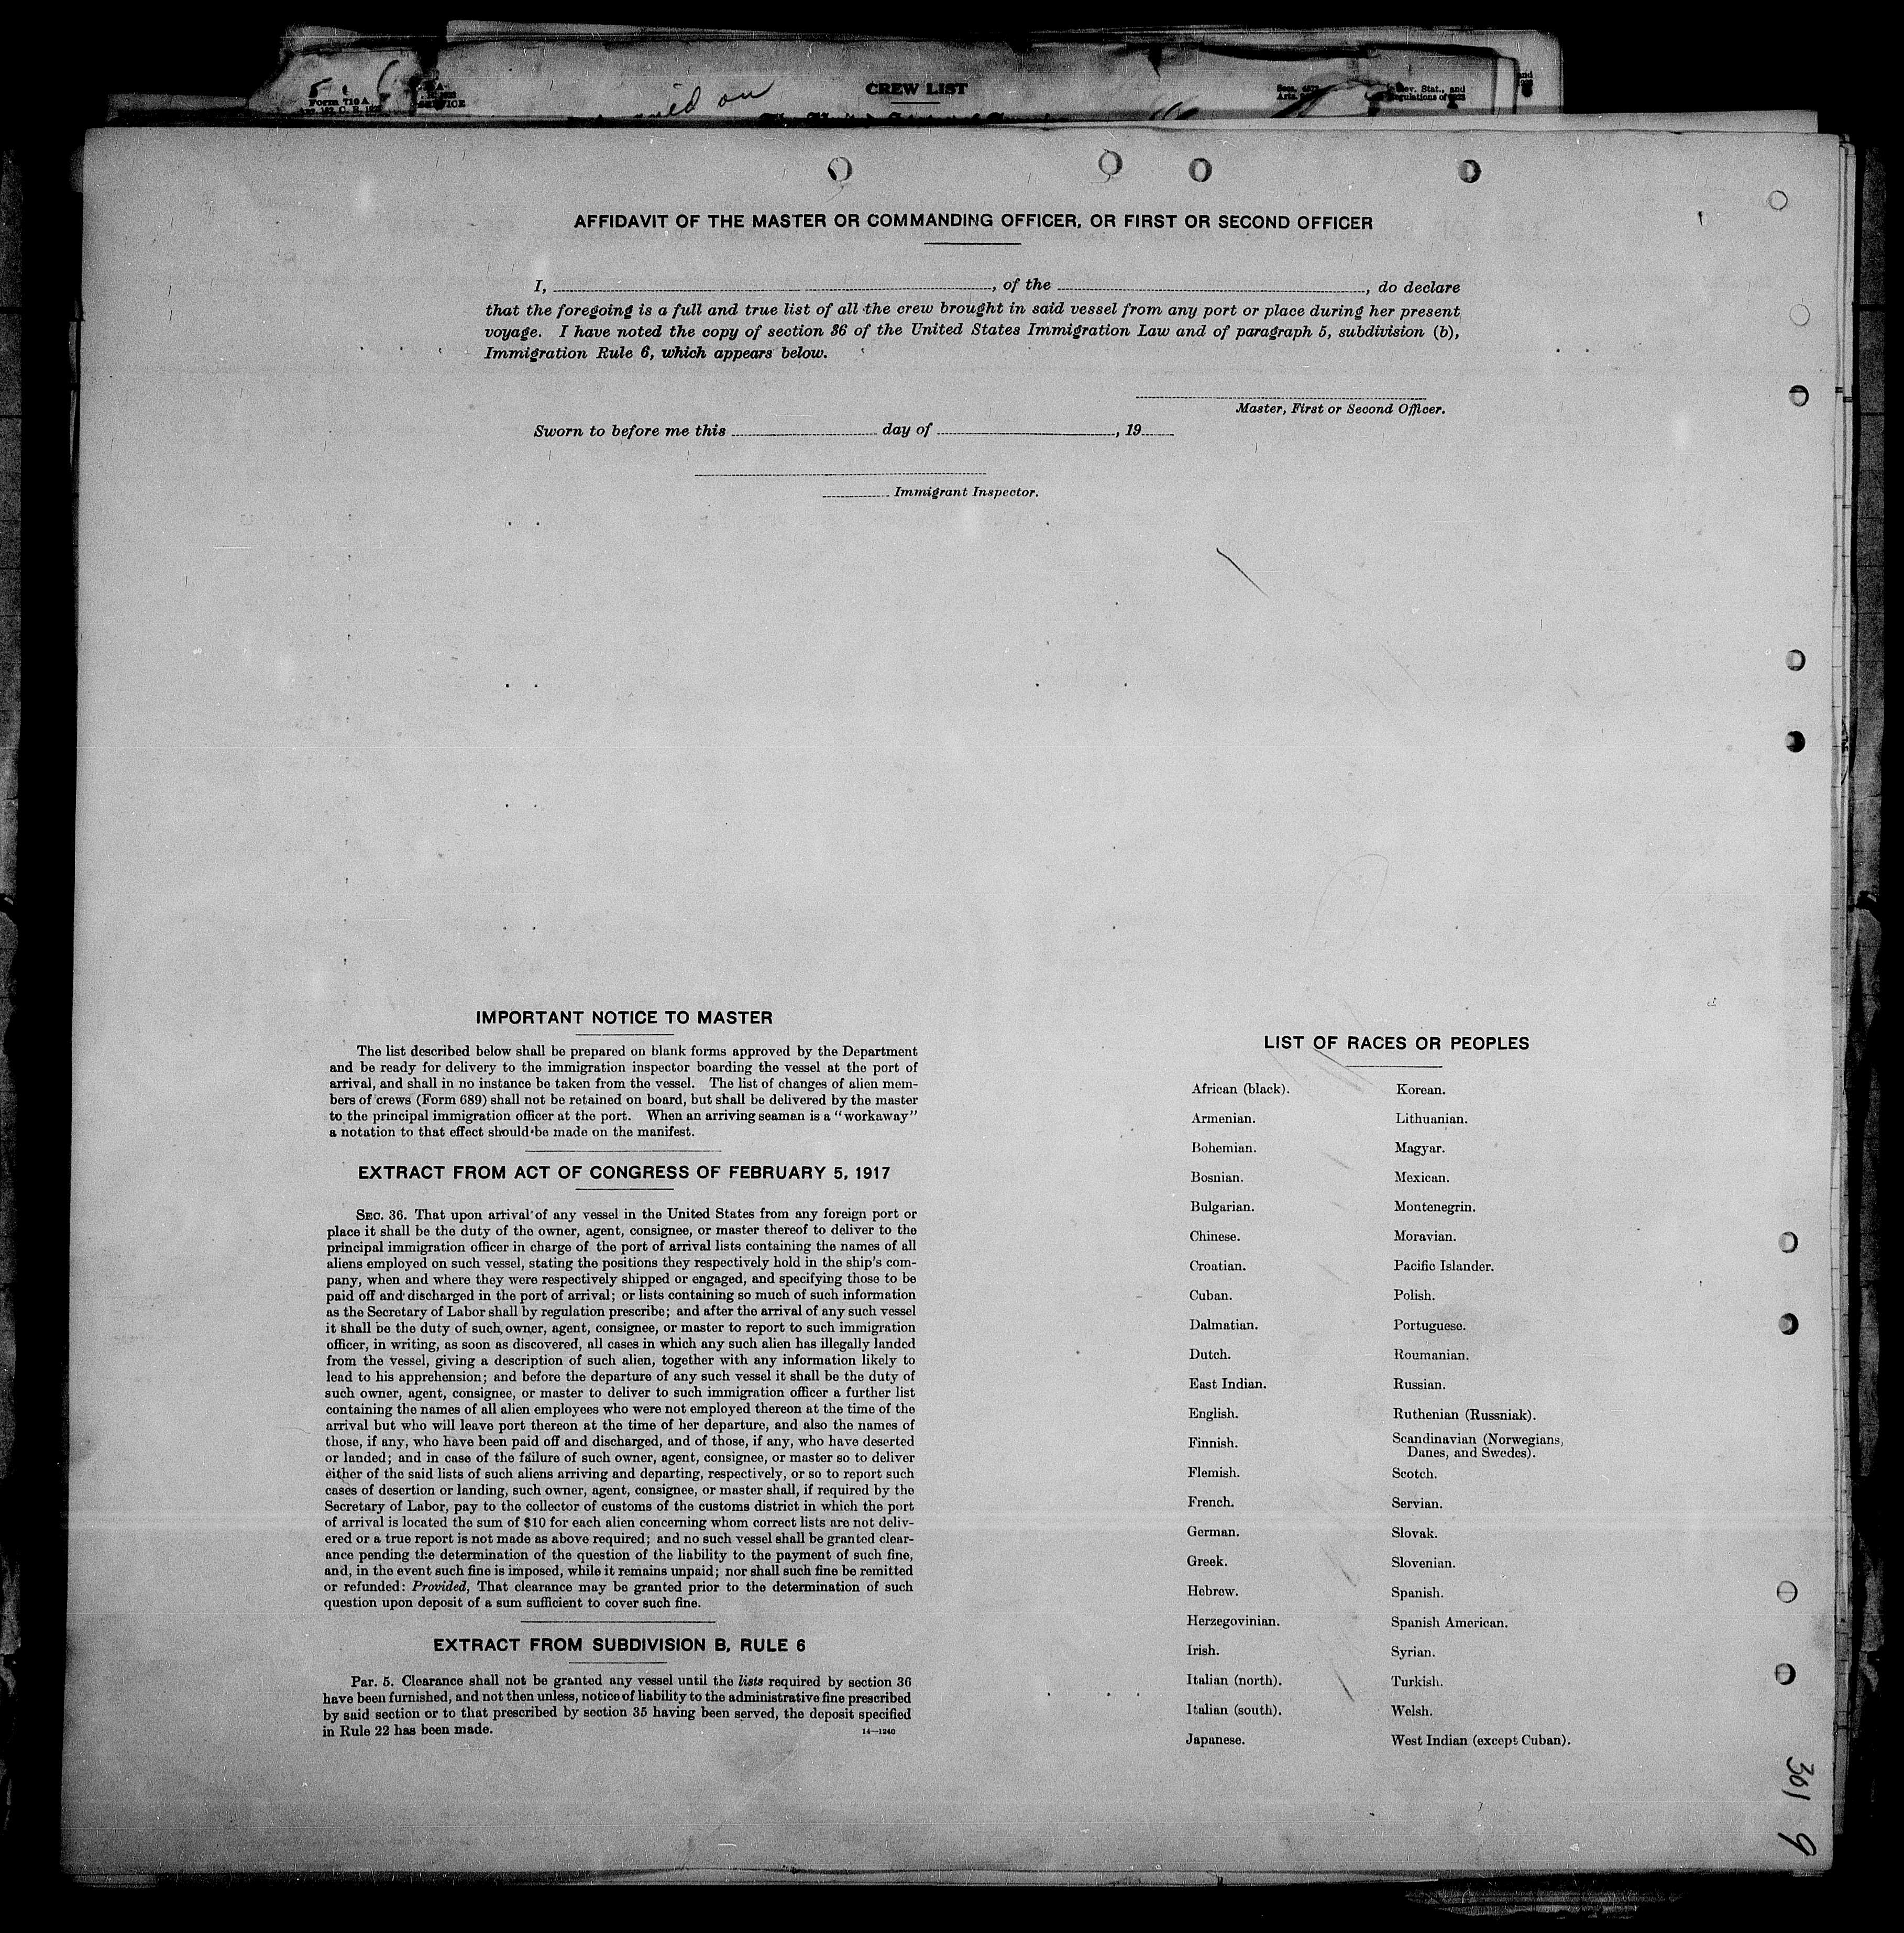 Form 710 A
CREW LIST
AFFIDAVIT OF THE MASTER OR COMMANDING OFFICER, OR FIRST OR SECOND OFFICER
I, , of the , do declare
that the foregoing is a full and true list of all the crew brought in said vessel from any port or place during her present
voyage. I have noted the copy of section 36 of the United States Immigration Law and of paragraph 5, subdivision (b),
Immigration Rule 6, which appears below.
Master, First or Second Officer.
Sworn to before me this day of , 19
Immigrant Inspector.
IMPORTANT NOTICE TO MASTER
The list described below shall be prepared on blank forms approved by the Department
and be ready for delivery to the immigration inspector boarding the vessel at the port of
arrival, and shall in no instance be taken from the vessel. The list of changes of alien mem-
bers of crews (Form 689) shall not be retained on board, but shall be delivered by the master
to the principal immigration officer at the port. When an arriving seaman is a "workaway"
a notation to that effect should be made on the manifest.
EXTRACT FROM ACT OF CONGRESS OF FEBRUARY 5, 1917
SEC. 36. That upon arrival of any vessel in the United States from any foreign port or
place it shall be the duty of the owner, agent, consignee, or master thereof to deliver to the
principal immigration officer in charge of the port of arrival lists containing the names of all
aliens employed on such vessel, stating the positions they respectively hold in the ship's com-
pany, when and where they were respectively shipped or engaged, and specifying those to be
paid off and discharged in the port of arrival; or lists containing so much of such information
as the Secretary of Labor shall by regulation prescribe; and after the arrival of any such vessel
it shall be the duty of such owner, agent, consignee, or master to report to such immigration
officer, in writing, as soon as discovered, all cases in which any such alien has illegally landed
from the vessel, giving a description of such alien, together with any information likely to
lead to his apprehension; and before the departure of any such vessel it shall be the duty of
such owner, agent, consignee, or master to deliver to such immigration officer a further list
containing the names of all alien employees who were not employed thereon at the time of the
arrival but who will leave port thereon at the time of her departure, and also the names of
those, if any, who have been paid off and discharged, and of those, if any, who have deserted
or landed; and in case of the failure of such owner, agent, consignee, or master so to deliver
either of the said lists of such aliens arriving and departing, respectively, or so to report such
cases of desertion or landing, such owner, agent, consignee, or master shall, if required by the
Secretary of Labor, pay to the collector of customs of the customs district in which the port
of arrival is located the sum of $10 for each alien concerning whom correct lists are not deliv-
ered or a true report is not made as above required; and no such vessel shall be granted clear-
ance pending the determination of the question of the liability to the payment of such fine,
and, in the event such fine is imposed, while it remains unpaid; nor shall such fine be remitted
or refunded: Provided, That clearance may be granted prior to the determination of such
question upon deposit of a sum sufficient to cover such fine.
EXTRACT FROM SUBDIVISION B, RULE 6
Par. 5. Clearance shall not be granted any vessel until the lists required by section 36
have been furnished, and not then unless, notice of liability to the administrative fine prescribed
by said section or to that prescribed by section 35 having been served, the deposit specified
in Rule 22 has been made.
14—1240
LIST OF RACES OR PEOPLES
African (black).
Armenian.
Bohemian.
Bosnian.
Bulgarian.
Chinese.
Croatian.
Cuban.
Dalmatian.
Dutch.
East Indian.
English.
Finnish.
Flemish.
French.
German.
Greek.
Hebrew.
Herzegovinian.
Irish.
Italian (north).
Italian (south).
Japanese.
Korean.
Lithuanian.
Magyar.
Mexican.
Montenegrin.
Moravian.
Pacific Islander.
Polish.
Portuguese.
Roumanian.
Russian.
Ruthenian (Russniak).
Scandinavian (Norwegians,
Danes, and Swedes).
Scotch.
Servian.
Slovak.
Slovenian.
Spanish.
Spanish American.
Syrian.
Turkish.
Welsh.
West Indian (except Cuban).
301 9